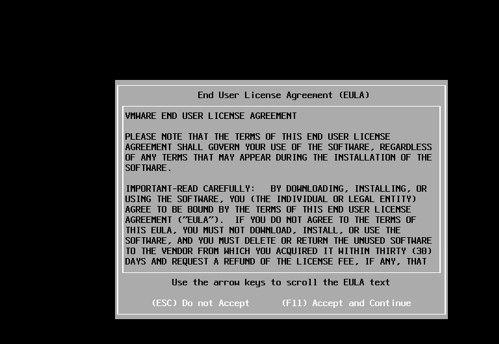 End User License Agreement (EULA)
VMWARE END USER LICENSE AGREEMENT
PLEASE NOTE THAT THE TERMS OF THIS END USER LICENSE
AGREEMENT SHALL GOVERN YOUR USE OF THE SOFTWARE, REGARDLESS
OF ANY TERMS THAT MAY APPEAR DURING THE INSTALLATION OF THE
SOFTWARE.
IMPORTANT-READ CAREFULLY:   BY DOWNLOADING, INSTALLING, OR
USING THE SOFTWARE, YOU (THE INDIVIDUAL OR LEGAL ENTITY)
AGREE TO BE BOUND BY THE TERMS OF THIS END USER LICENSE
AGREEMENT ("EULA").  IF YOU DO NOT AGREE TO THE TERMS OF
THIS EULA, YOU MUST NOT DOWNLOAD, INSTALL, OR USE THE
SOFTWARE, AND YOU MUST DELETE OR RETURN THE UNUSED SOFTWARE
TO THE VENDOR FROM WHICH YOU ACQUIRED IT WITHIN THIRTY (30)
DAYS AND REQUEST A REFUND OF THE LICENSE FEE, IF ANY, THAT
Use the arrow keys to scroll the EULA text
(ESC) Do not Accept      (F11) Accept and Continue